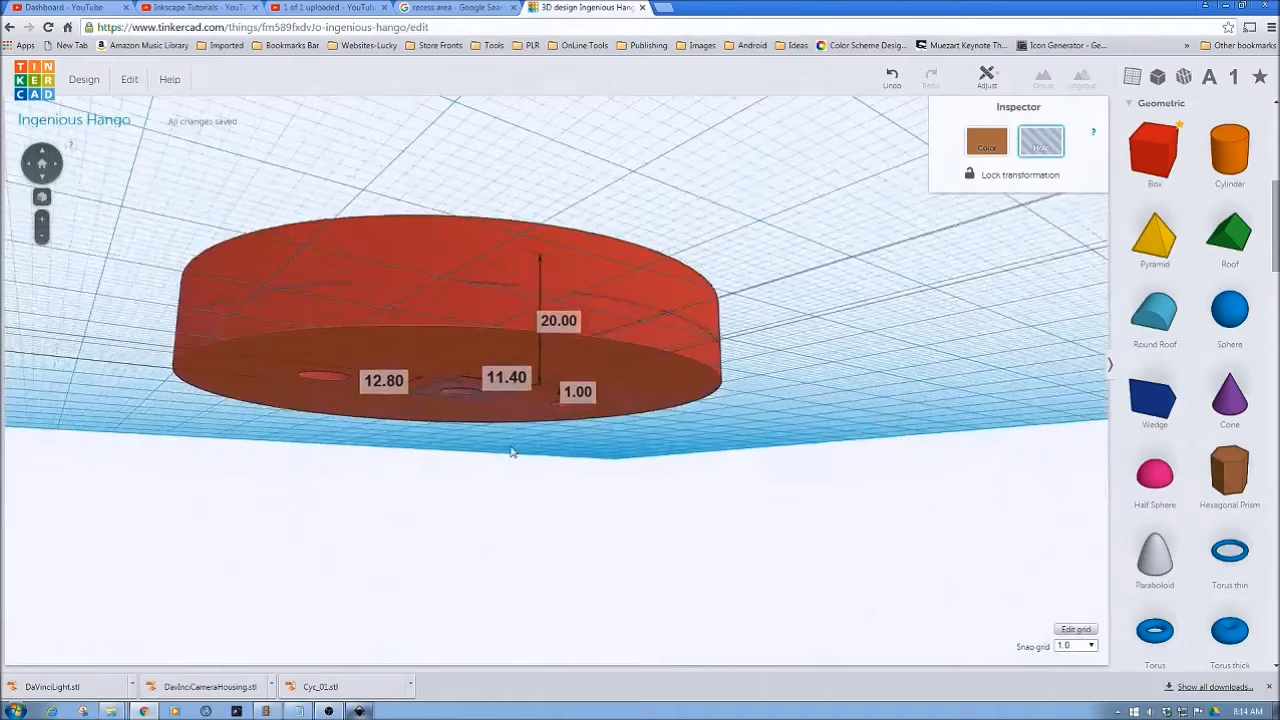 Dashboard - YouTube
Inkscape Tutorials - YouT
1 of 1 uploaded - YouTube
recess area - Google Sear
3D design Ingenious Hang
https://www.tinkercad.com/things/fm589fxdvJo-ingenious-hango/edit
Apps
New Tab
Amazon Music Library
Imported
Bookmarks Bar
Websites-Lucky
Store Fronts
Tools
PLR
OnLine Tools
Publishing
Images
Android
Ideas
Color Scheme Desig...
Muezart Keynote Th...
Icon Generator - Ge...
»
Other bookmarks
TIN
KER
CAD
Design
Edit
Help
Undo
Redo
Adjust
Group
Ungroup
Ingenious Hango
All changes saved
?
Inspector
Color
Hole
?
Lock transformation
Geometric
Box
Cylinder
Pyramid
Roof
Round Roof
Sphere
Wedge
Cone
Half Sphere
Hexagonal Prism
Paraboloid
Torus thin
Torus
Torus thick
20.00
12.80
11.40
1.00
Edit grid
Snap grid
1.0
DaVinciLight.stl
DavInciCameraHousing.stl
Cyc_01.stl
Show all downloads...
8:14 AM